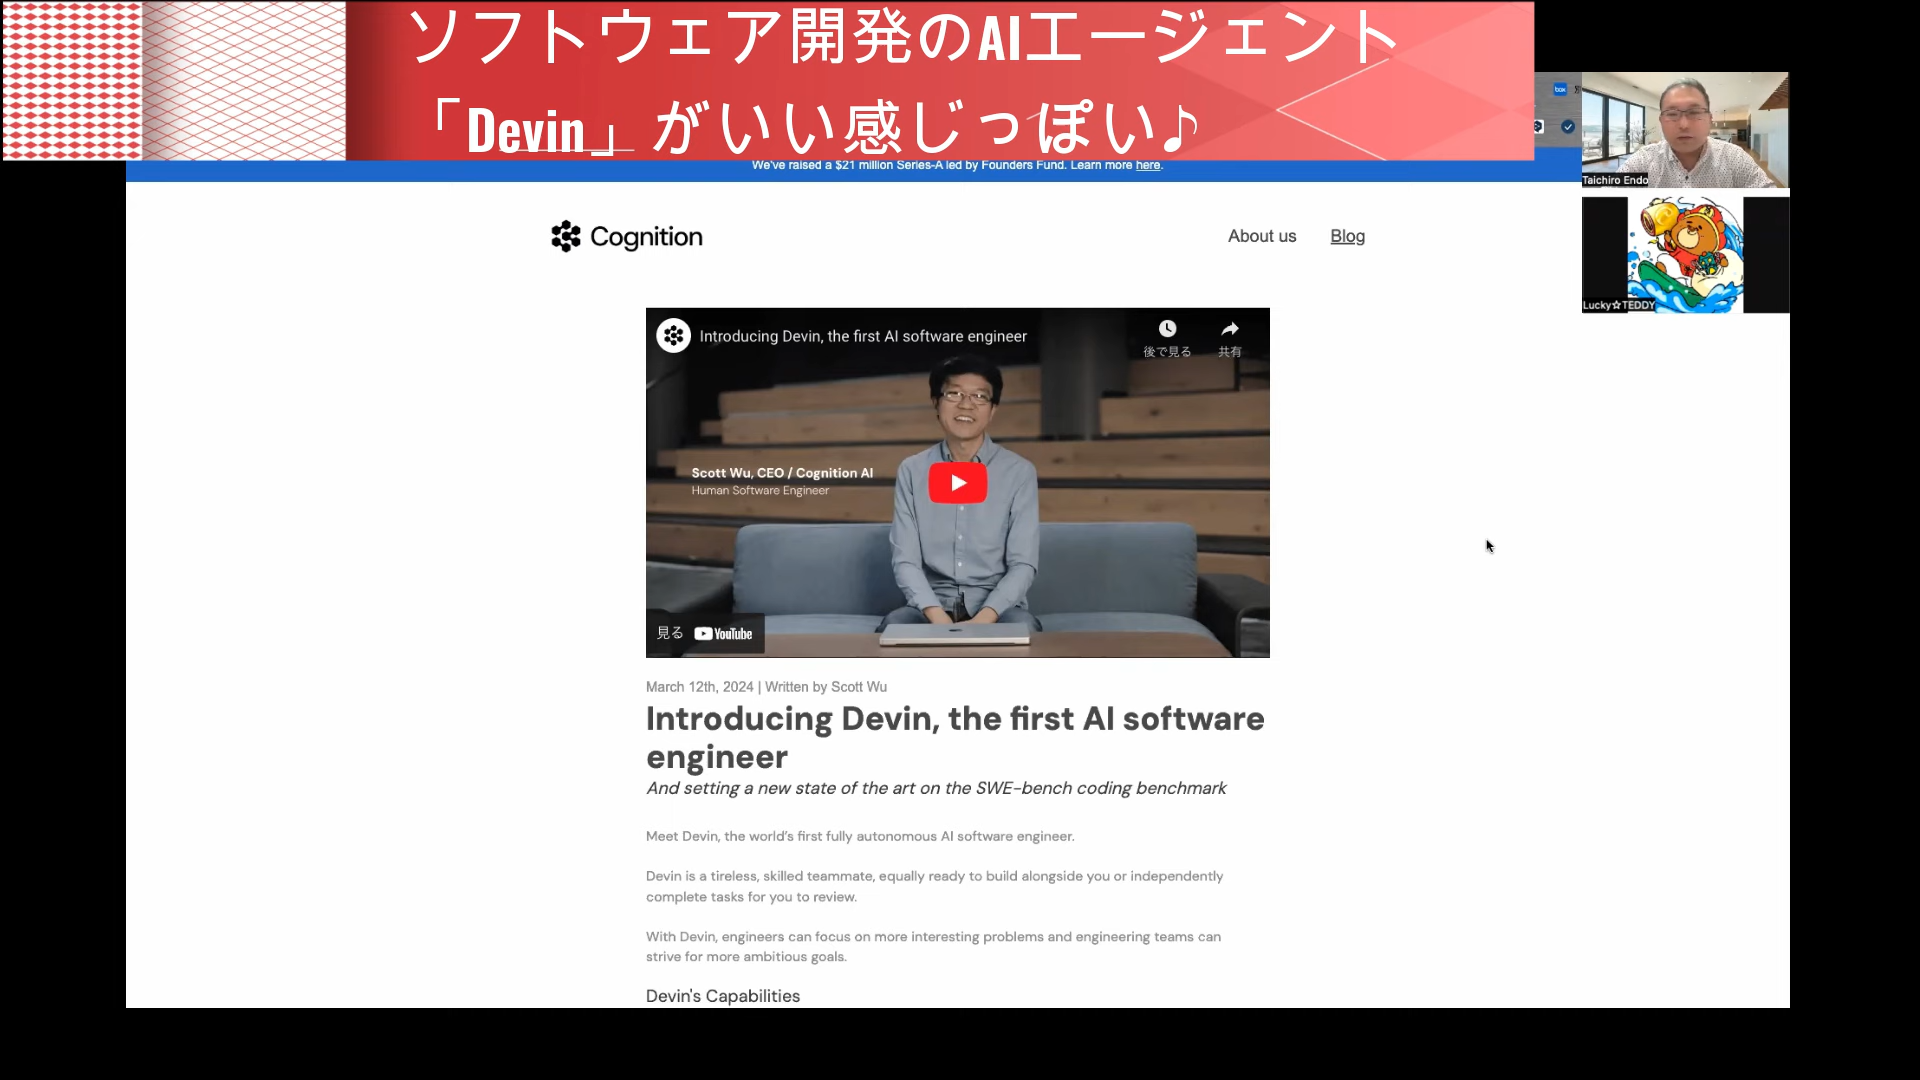 ソフトウェア開発のAIエージェント
「Devin」がいい感じっぽい♪
box
We've raised a $21 million Series-A led by Founders Fund. Learn more here.
Taichiro Endo
Cognition
About us
Blog
Lucky☆TEDDY
Introducing Devin, the first AI software engineer
後で見る
共有
Scott Wu, CEO / Cognition AI
Human Software Engineer
見る YouTube
March 12th, 2024 | Written by Scott Wu
Introducing Devin, the first AI software
engineer
And setting a new state of the art on the SWE-bench coding benchmark
Meet Devin, the world's first fully autonomous AI software engineer.
Devin is a tireless, skilled teammate, equally ready to build alongside you or independently
complete tasks for you to review.
With Devin, engineers can focus on more interesting problems and engineering teams can
strive for more ambitious goals.
Devin's Capabilities